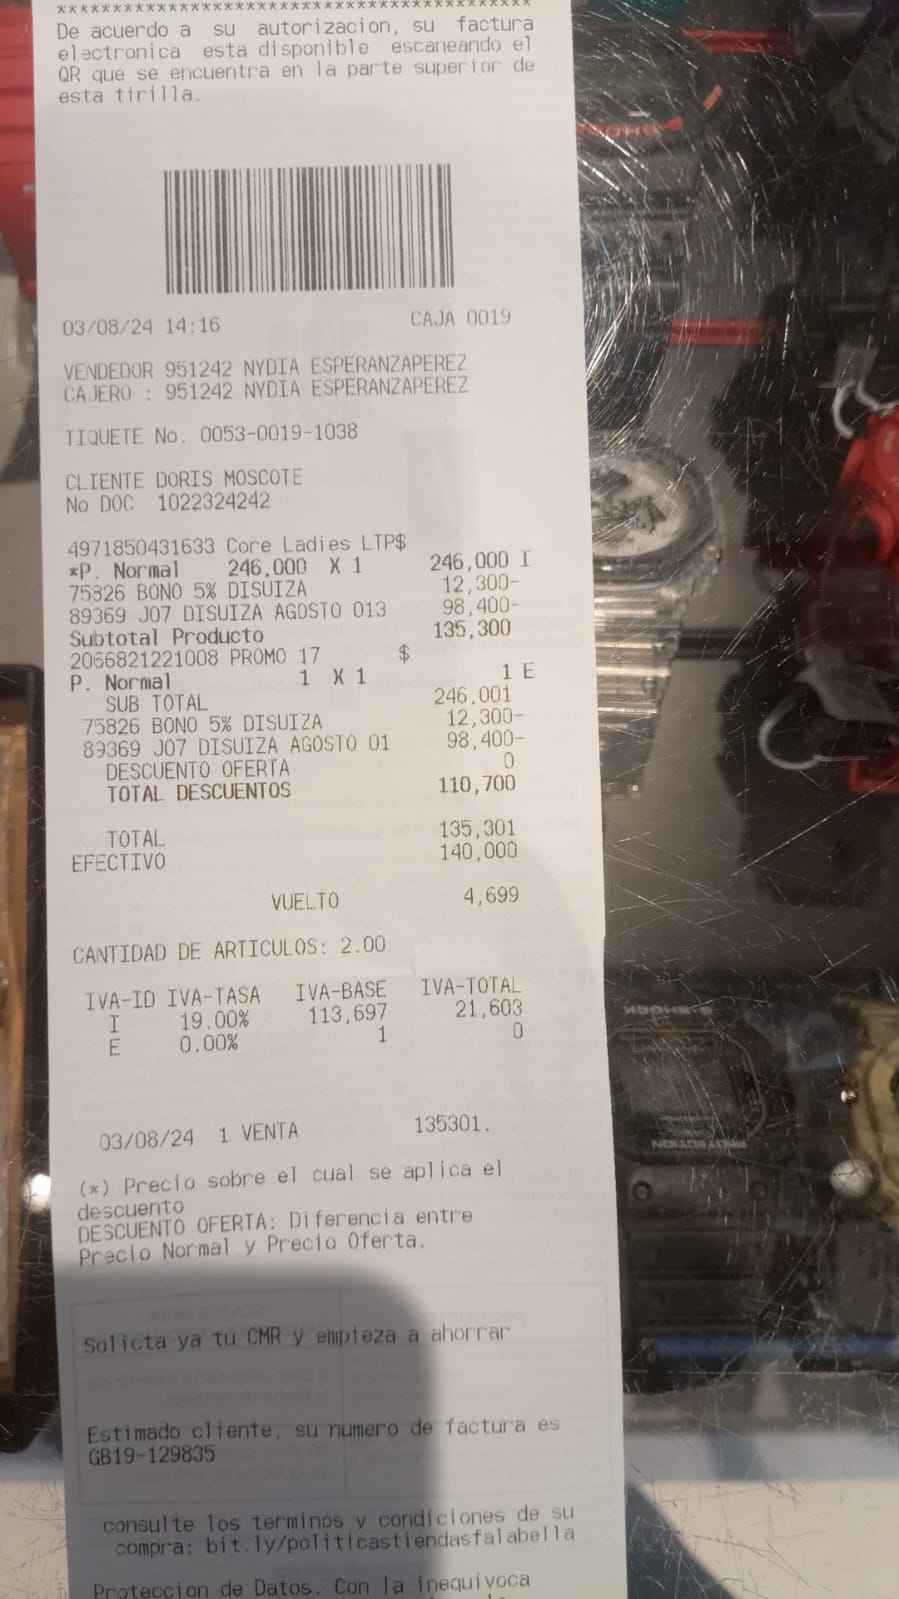 *******************************************
De acuerdo a su autorizacion, su factura
electronica esta disponible escaneando el
QR que se encuentra en la parte superior de
esta tirilla.
03/08/24 14:16 CAJA 0019
VENDEDOR 951242 NYDIA ESPERANZAPEREZ
CAJERO : 951242 NYDIA ESPERANZAPEREZ
TIQUETE No. 0053-0019-1038
CLIENTE DORIS MOSCOTE
No DOC 1022324242
4971850431633 Core Ladies LTP$
*P. Normal 246,000 X 1 246,000 I
75826 BONO 5% DISUIZA 12,300-
89369 J07 DISUIZA AGOSTO 013 98,400-
Subtotal Producto 135,300
2066821221008 PROMO 17 $
P. Normal 1 X 1 1 E
SUB TOTAL 246,001
75826 BONO 5% DISUIZA 12,300-
89369 J07 DISUIZA AGOSTO 01 98,400-
DESCUENTO OFERTA 0
TOTAL DESCUENTOS 110,700
TOTAL 135,301
EFECTIVO 140,000
VUELTO 4,699
CANTIDAD DE ARTICULOS: 2.00
IVA-ID IVA-TASA IVA-BASE IVA-TOTAL
I 19.00% 113,697 21,603
E 0.00% 1 0
03/08/24 1 VENTA 135301.
(*) Precio sobre el cual se aplica el
descuento
DESCUENTO OFERTA: Diferencia entre
Precio Normal y Precio Oferta.
Solicta ya tu CMR y empieza a ahorrar
Estimado cliente, su numero de factura es
GB19-129835
consulte los terminos y condiciones de su
compra: bit.ly/politicastiendasfalabella
Proteccion de Datos. Con la inequivoca